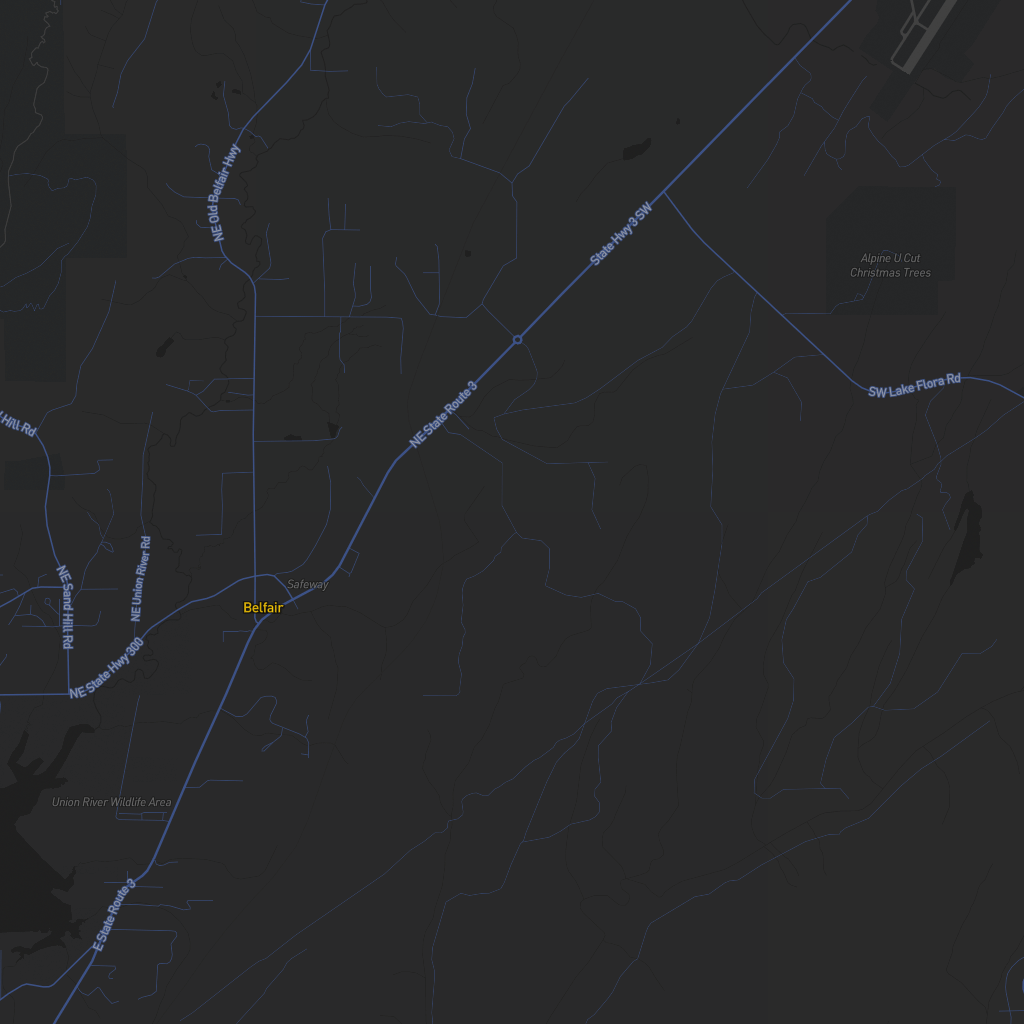 NE Old Belfair Hwy
State Hwy 3 SW
Alpine U Cut
Christmas Trees
NE State Route 3
SW Lake Flora Rd
Hill Rd
NE Union River Rd
NE Sand Hill Rd
Safeway
Belfair
NE State Hwy 300
Union River Wildlife Area
E State Route 3